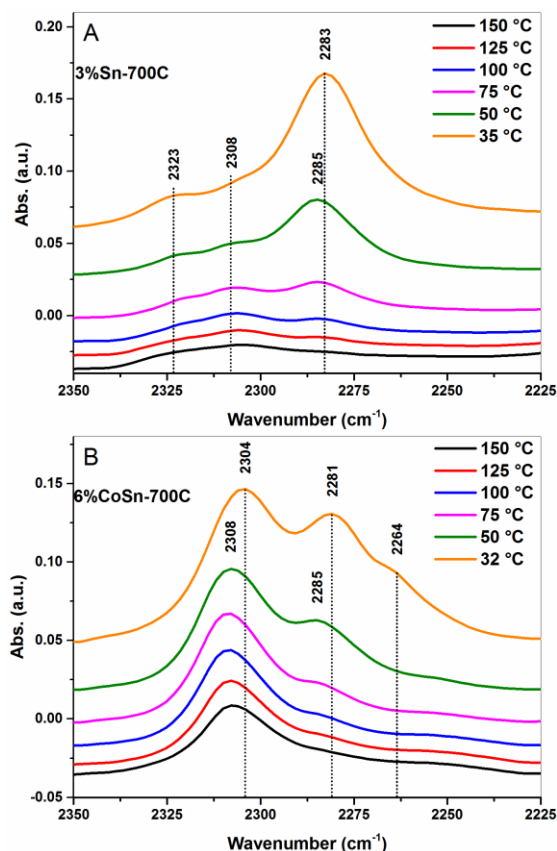 A
3%Sn-700C
2323
2308
2285
2283
150 °C
125 °C
100 °C
75 °C
50 °C
35 °C
0.20
0.15
0.10
0.05
0.00
Abs. (a.u.)
2350
2325
2300
2275
2250
2225
Wavenumber (cm-1)
B
6%CoSn-700C
2304
2308
2281
2285
2264
150 °C
125 °C
100 °C
75 °C
50 °C
32 °C
0.15
0.10
0.05
0.00
-0.05
Abs. (a.u.)
2350
2325
2300
2275
2250
2225
Wavenumber (cm-1)